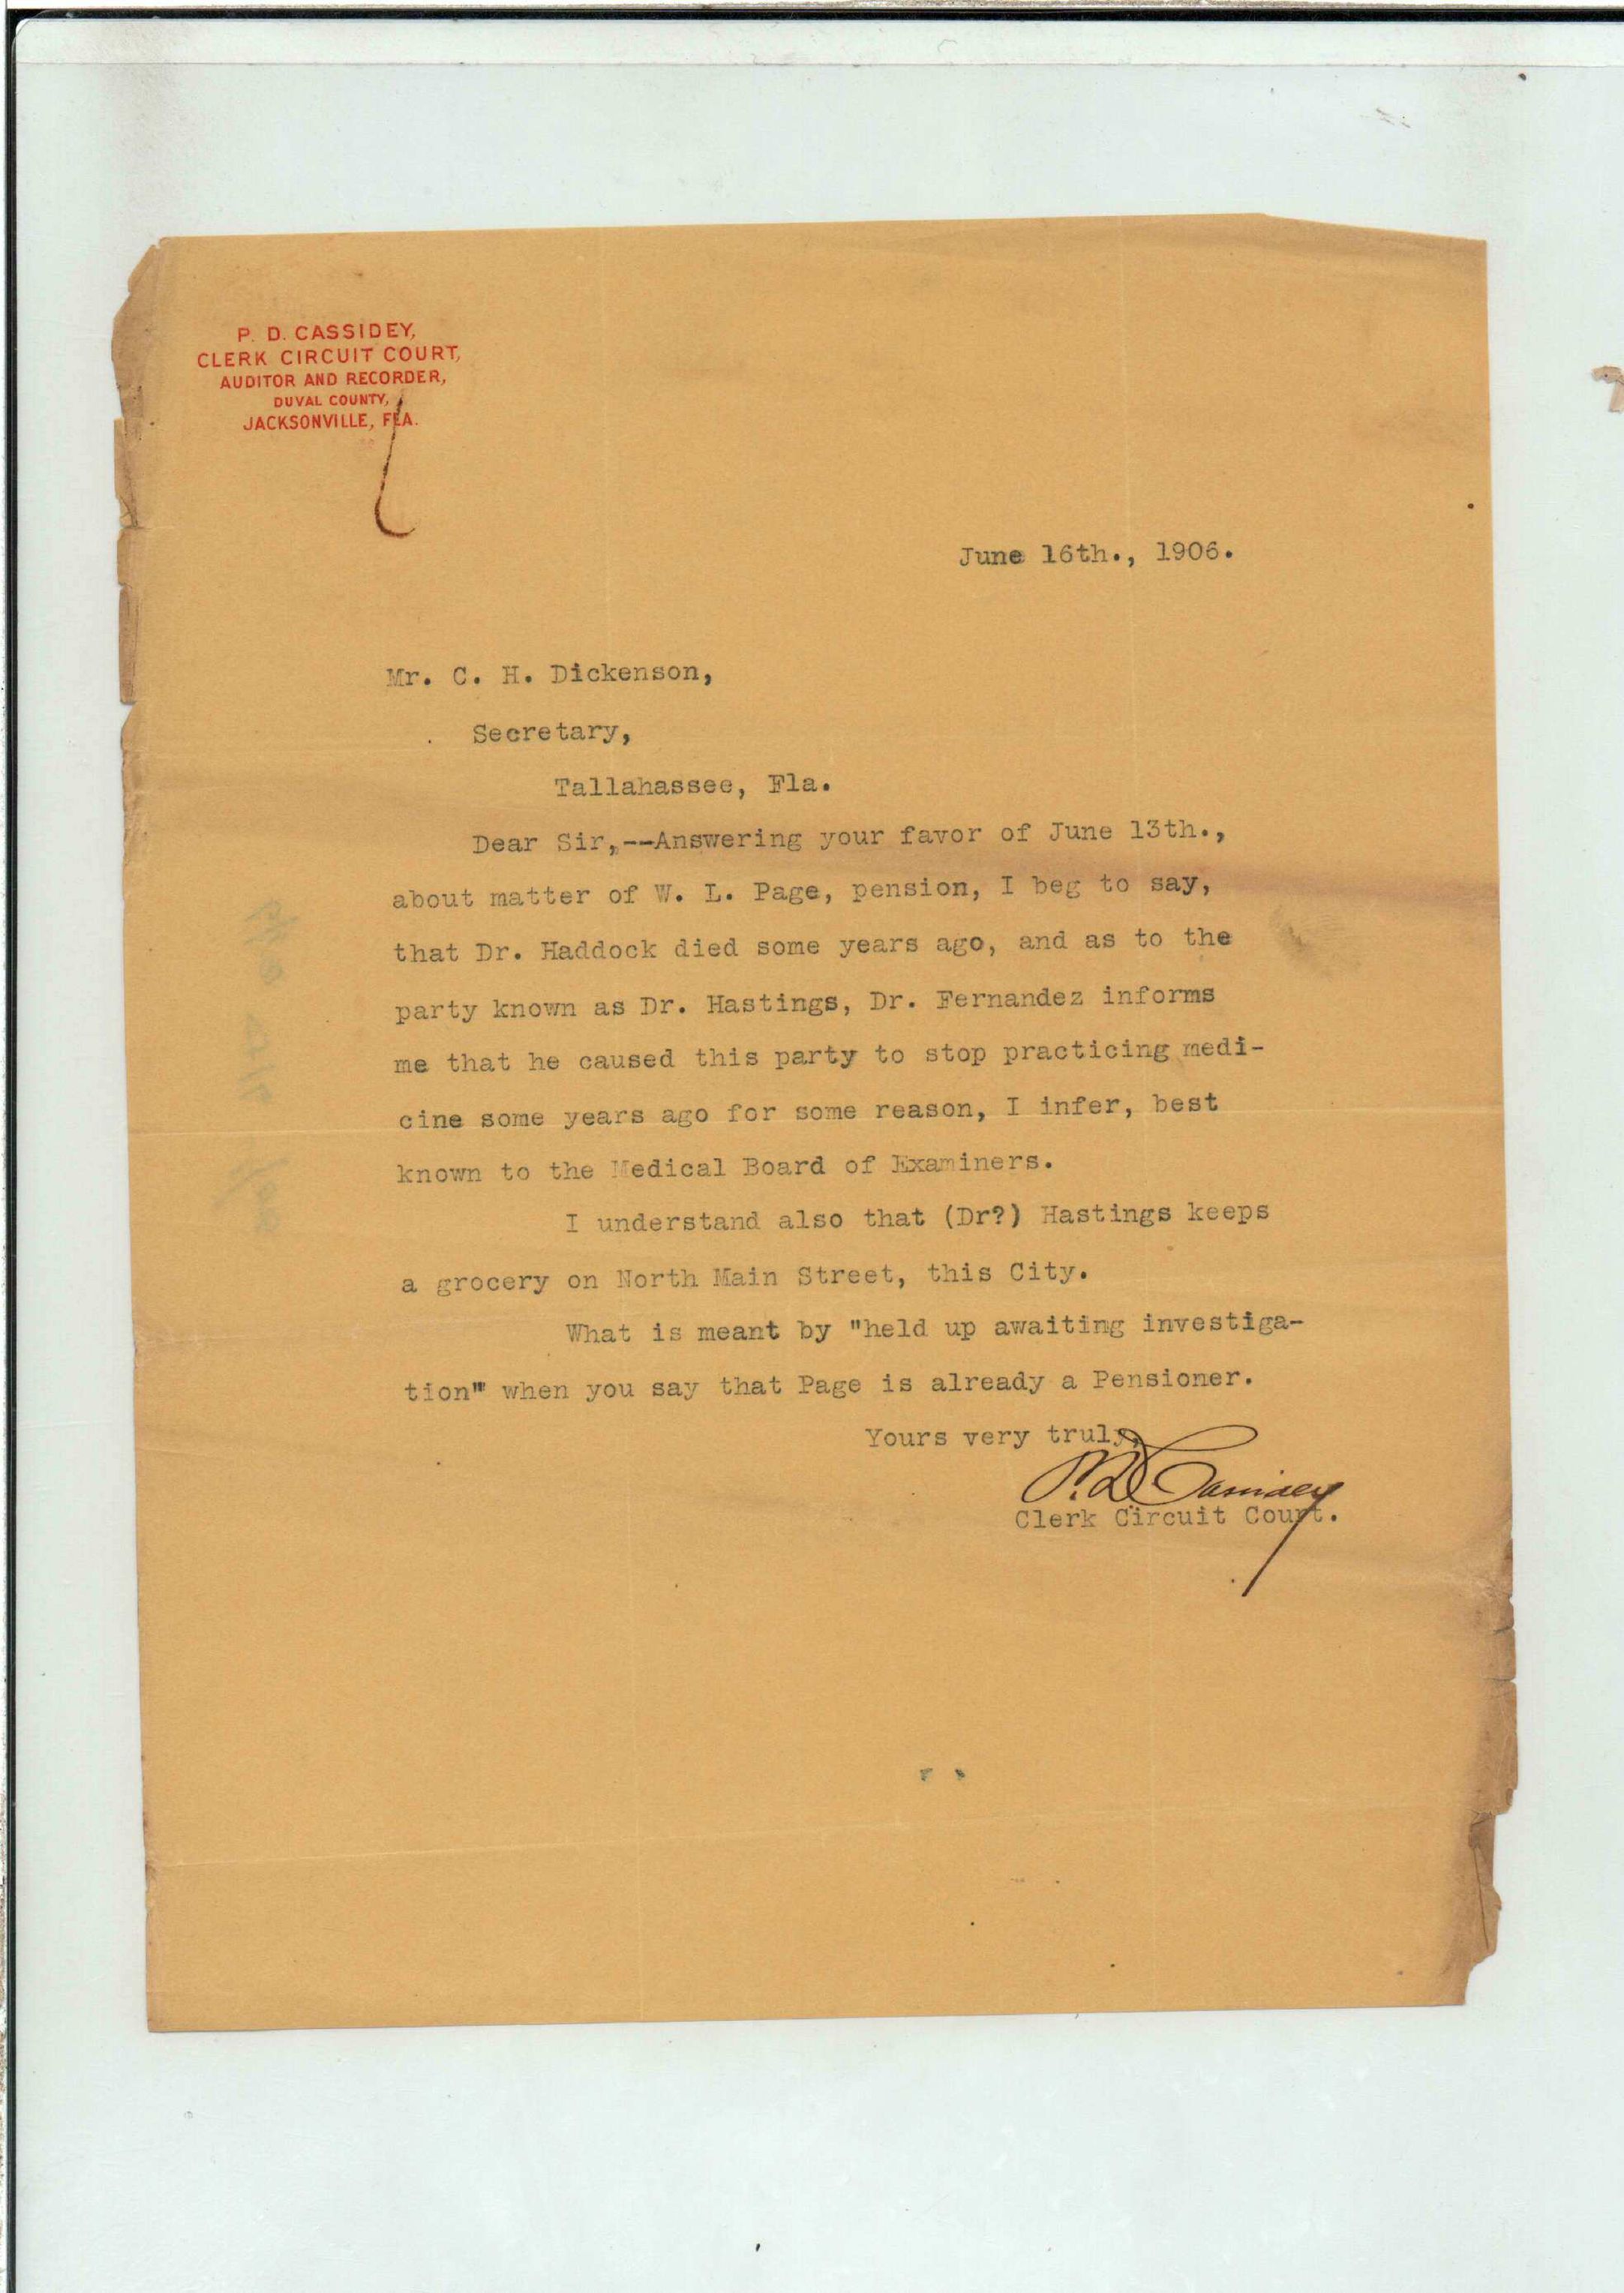 P. D. CASSIDEY,
CLERK CIRCUIT COURT,
AUDITOR AND RECORDER,
DUVAL COUNTY,
JACKSONVILLE, FLA.
June 16th., 1906.
Mr. C. H. Dickenson,
Secretary,
Tallahassee, Fla.
Dear Sir,--Answering your favor of June 13th.,
about matter of W. L. Page, pension, I beg to say,
that Dr. Haddock died some years ago, and as to the
party known as Dr. Hastings, Dr. Fernandez informs
me that he caused this party to stop practicing medi-
cine some years ago for some reason, I infer, best
known to the Medical Board of Examiners.
I understand also that (Dr?) Hastings keeps
a grocery on North Main Street, this City.
What is meant by "held up awaiting investiga-
tion" when you say that Page is already a Pensioner.
Yours very truly,
P. D. Cassidey
Clerk Circuit Court.